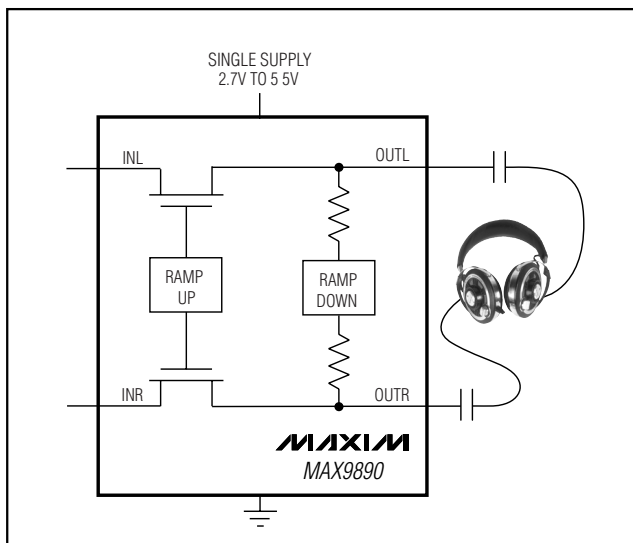 SINGLE SUPPLY
2.7V TO 5 5V
INL
OUTL
RAMP
UP
RAMP
DOWN
INR
OUTR
MAXIM
MAX9890